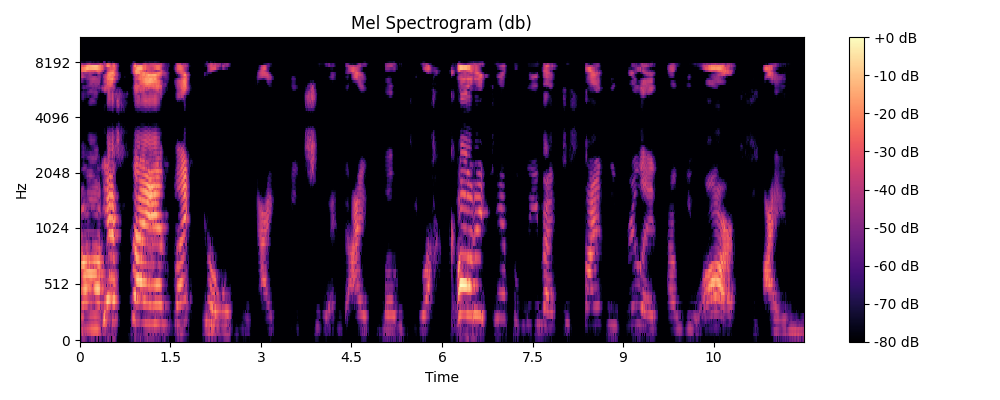 Mel Spectrogram (db)
8192
4096
2048
1024
512
0
Hz
0 1.5 3 4.5 6 7.5 9 10
Time
+0 dB
-10 dB
-20 dB
-30 dB
-40 dB
-50 dB
-60 dB
-70 dB
-80 dB